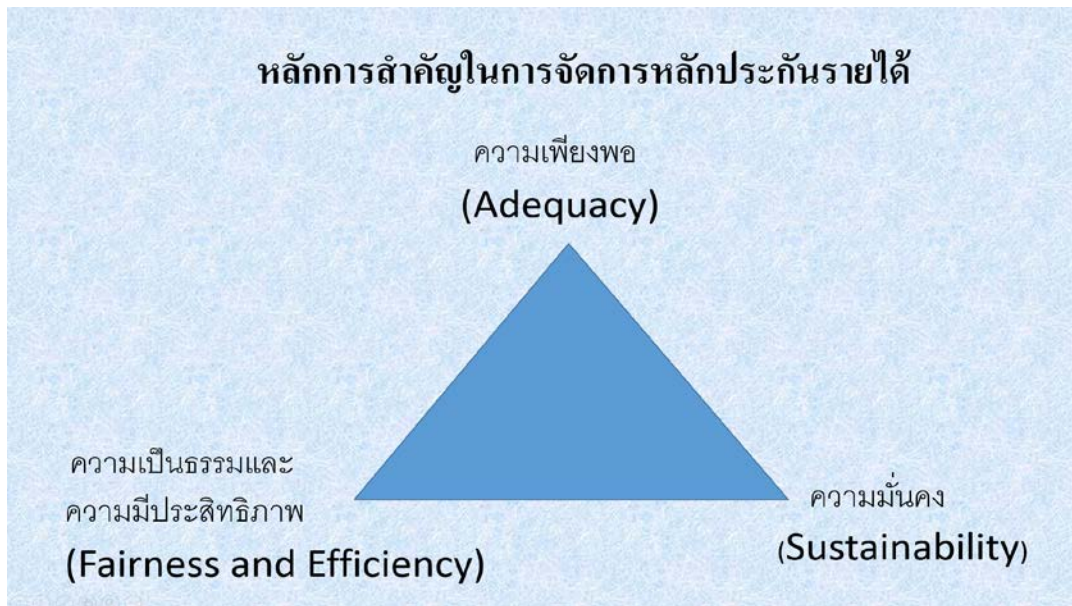 หลักการสำคัญในการจัดการหลักประกันรายได้
ความเพียงพอ
(Adequacy)
ความเป็นธรรมและ
ความมีประสิทธิภาพ
(Fairness and Efficiency)
ความมั่นคง
(Sustainability)